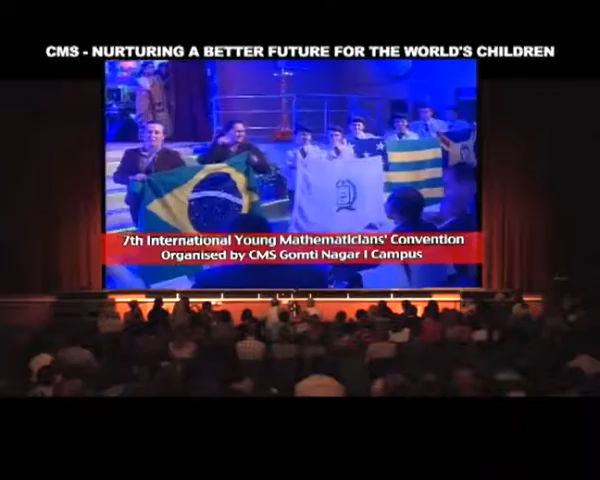 CMS - NURTURING A BETTER FUTURE FOR THE WORLD'S CHILDREN
7th International Young Mathematicians' Convention
Organised by CMS Gomti Nagar I Campus